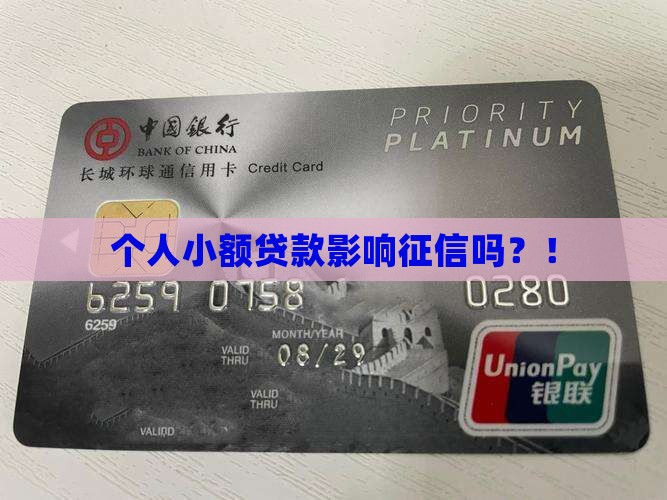 中国银行
BANK OF CHINA
长城环球通信用卡 Credit Card
PRIORITY
PLATINUM
个人小额贷款影响征信吗？！
6259 0758 0280
6259
MONTH/YEAR
VALID
THRU
08/29
VALID
THRU
VALID
UnionPay
银联